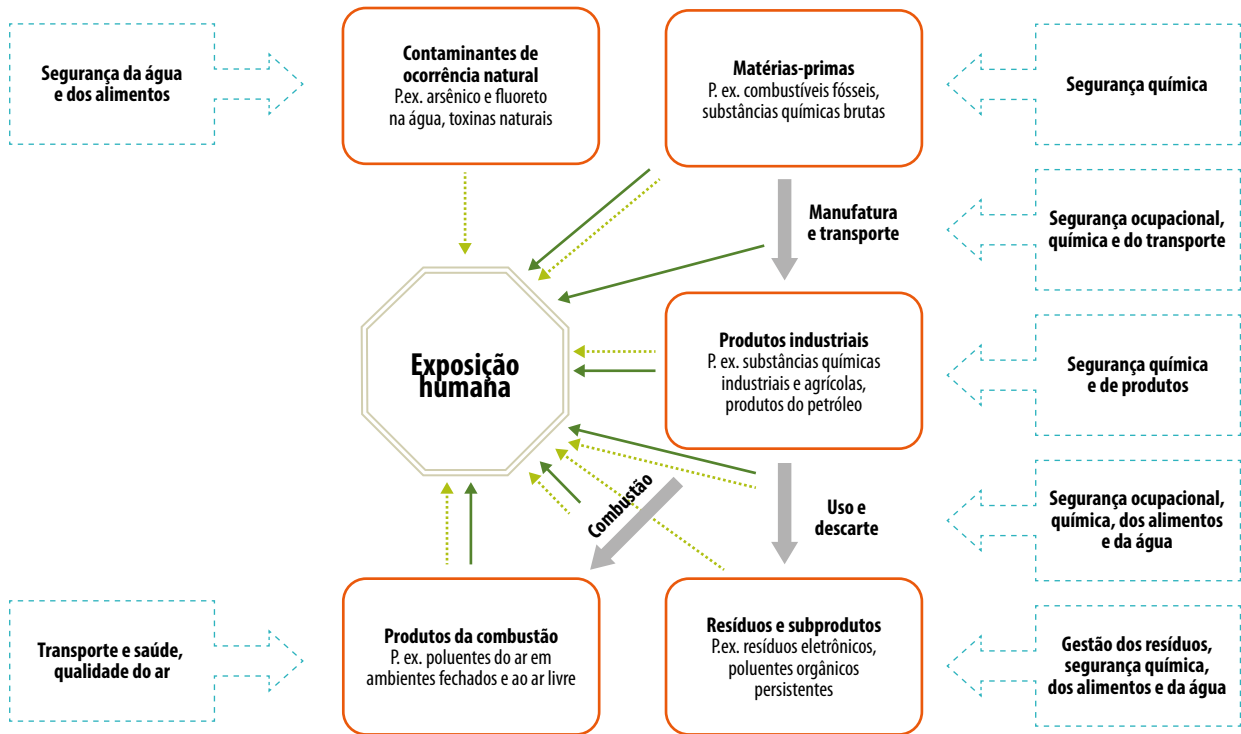 Segurança da água
e dos alimentos
Contaminantes de
ocorrência natural
P.ex. arsênico e fluoreto
na água, toxinas naturais
Matérias-primas
P. ex. combustíveis fósseis,
substâncias químicas brutas
Segurança química
Manufatura
e transporte
Segurança ocupacional,
química e do transporte
Exposição
humana
Produtos industriais
P. ex. substâncias químicas
industriais e agrícolas,
produtos do petróleo
Segurança química
e de produtos
Combustão
Uso e
descarte
Segurança ocupacional,
química, dos alimentos
e da água
Transporte e saúde,
qualidade do ar
Produtos da combustão
P. ex. poluentes do ar em
ambientes fechados e ao ar livre
Resíduos e subprodutos
P.ex. resíduos eletrônicos,
poluentes orgânicos
persistentes
Gestão dos resíduos,
segurança química,
dos alimentos e da água